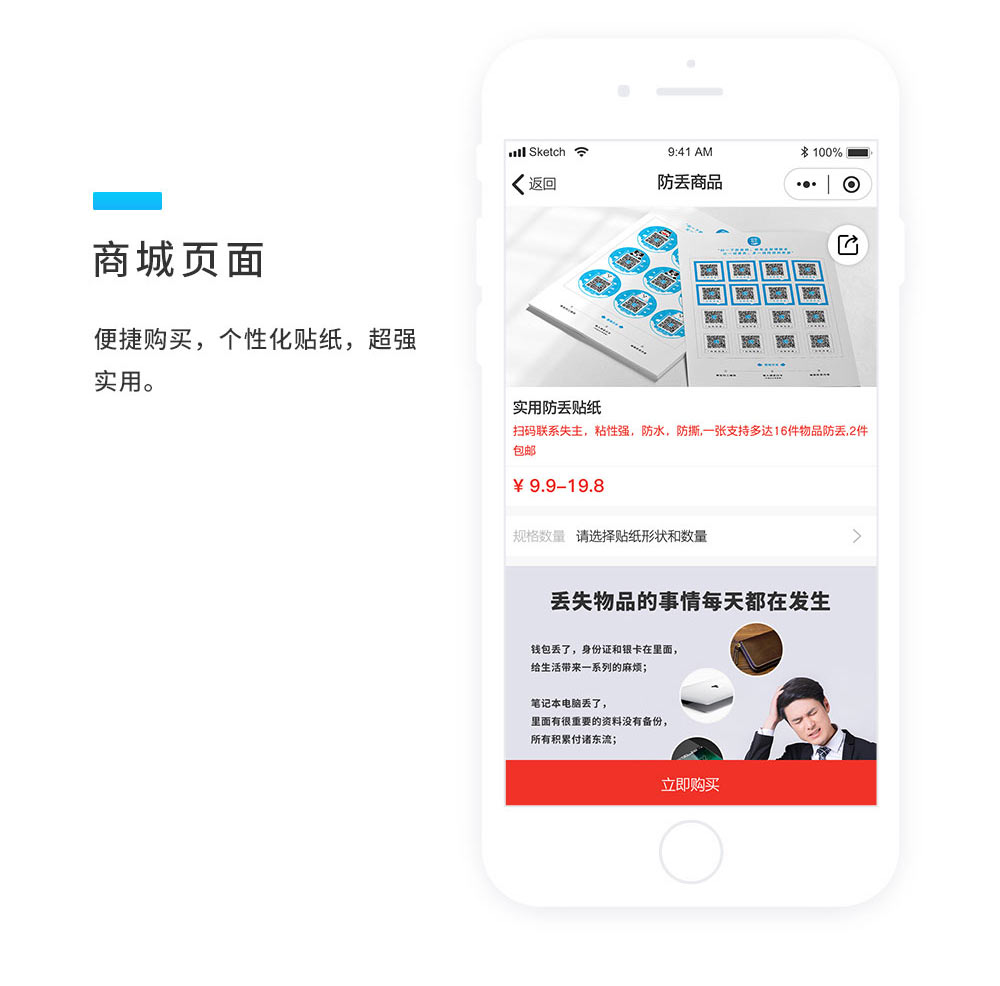 商城页面
便捷购买，个性化贴纸，超强
实用。
Sketch
9:41 AM
100%
返回
防丢商品
实用防丢贴纸
扫码联系失主，粘性强，防水，防撕,一张支持多达16件物品防丢,2件
包邮
¥ 9.9-19.8
规格数量 请选择贴纸形状和数量
丢失物品的事情每天都在发生
钱包丢了，身份证和银卡在里面，
给生活带来一系列的麻烦；
笔记本电脑丢了，
里面有很重要的资料没有备份，
所有积累付诸东流；
立即购买